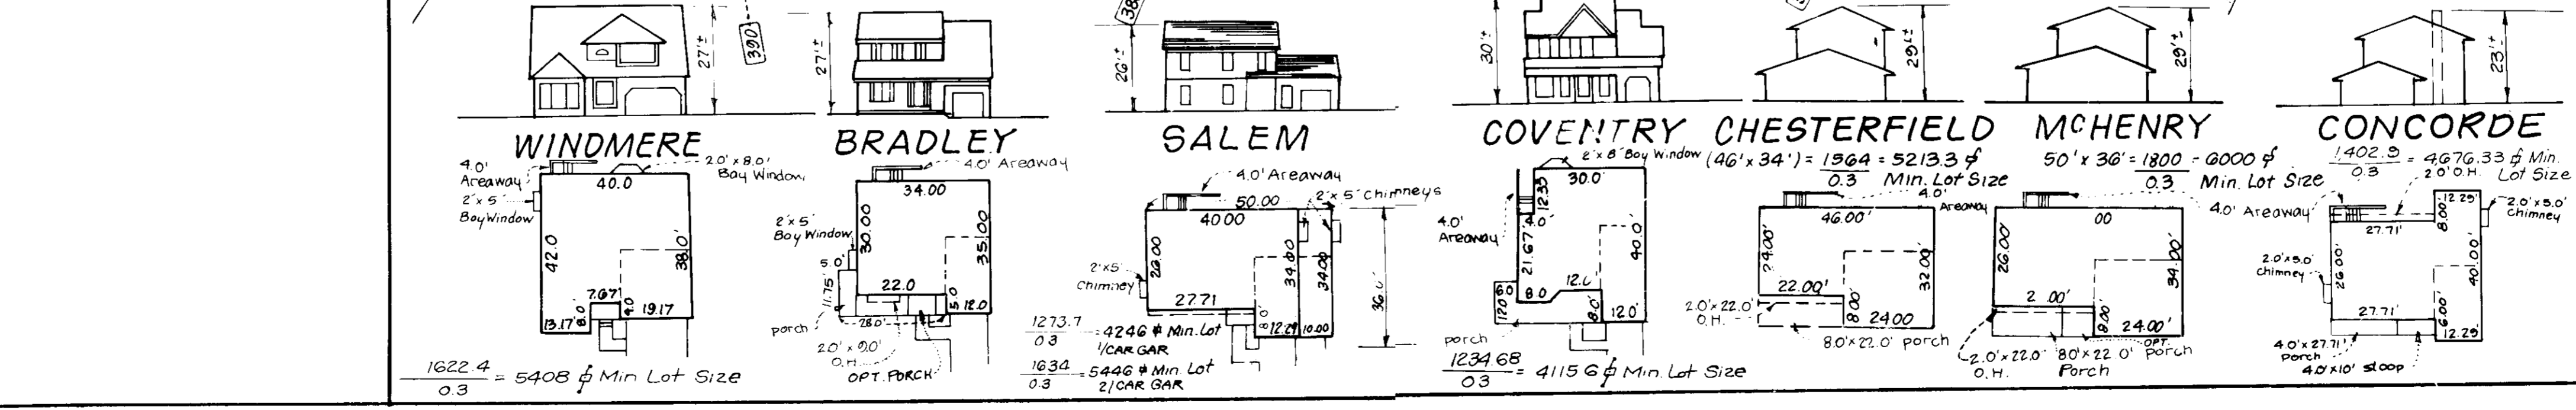 27'±
390
27'±
38
26'±
30'±
29'±
29'±
23'±
WINDMERE
4.0'
Areaway
2.0' x 8.0'
Bay Window
40.0
2' x 5'
Bay Window
42.0
38.0'
7.67'
8.0
4.0
19.17
13.17'
1622.4
0.3
= 5408 ⌀ Min Lot Size
BRADLEY
4.0' Areaway
34.00
2' x 5'
Bay Window
30.00
35.00
5.0'
11.75'
22.0
5.0
12.0
28.0'
porch
2.0' x 9.0'
O.H.
OPT. PORCH
SALEM
4.0' Areaway
2' x 5' Chimneys
50.00
40 00
26.00
34.00
34.00
36.0'
2' x 5'
Chimney
27.71
12.29
10.00
1273.7
0 3
= 4246 ⌀ Min. Lot
1/CAR GAR
1634
0.3
= 5446 ⌀ Min. Lot
2/CAR GAR
COVENTRY
2' x 8' Bay Window
30.0'
12.33
4.0'
4.0'
Areaway
21.67'
40.0'
12.0'
6.0
8.0
8.0'
12.0'
12.0'
porch
1234.68
0 3
= 4115 6 ⌀ Min. Lot Size
CHESTERFIELD
(46' x 34') = 1564 = 5213.3 ⌀
0.3 Min. Lot Size
4.0'
Areaway
46.00'
24.00'
32.00'
22.00'
2.0' x 22.0'
O.H.
8.00'
24.00
8.0' x 22.0' porch
McHENRY
50' x 36' = 1800 = 6000 ⌀
0.3 Min. Lot Size
4.0' Areaway
00
26.00'
34.00'
2 .00'
8.00'
24.00'
2.0' x 22.0'
O.H.
OPT.
8.0' x 22.0' Porch
CONCORDE
1,402.9
0.3
= 4,676.33 ⌀ Min.
Lot Size
2.0' O.H.
12.29'
8.00'
2.0' x 5.0'
Chimney
27.71'
26.00'
40.00'
2.0' x 5.0'
Chimney
27.71'
6.00'
12.29'
4.0' x 27.71'
Porch
4.0' x 10' stoop